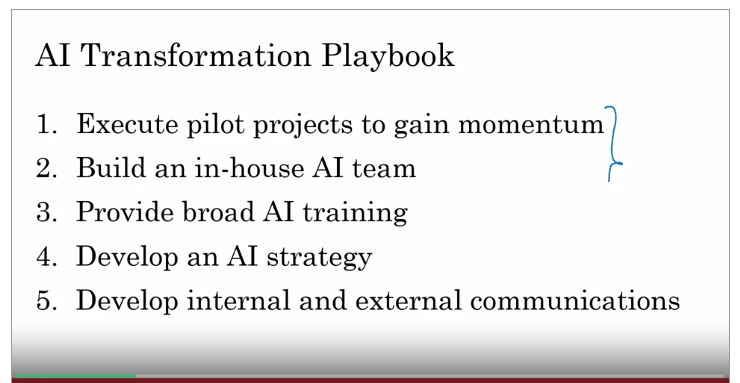 AI Transformation Playbook
1. Execute pilot projects to gain momentum
2. Build an in-house AI team
3. Provide broad AI training
4. Develop an AI strategy
5. Develop internal and external communications